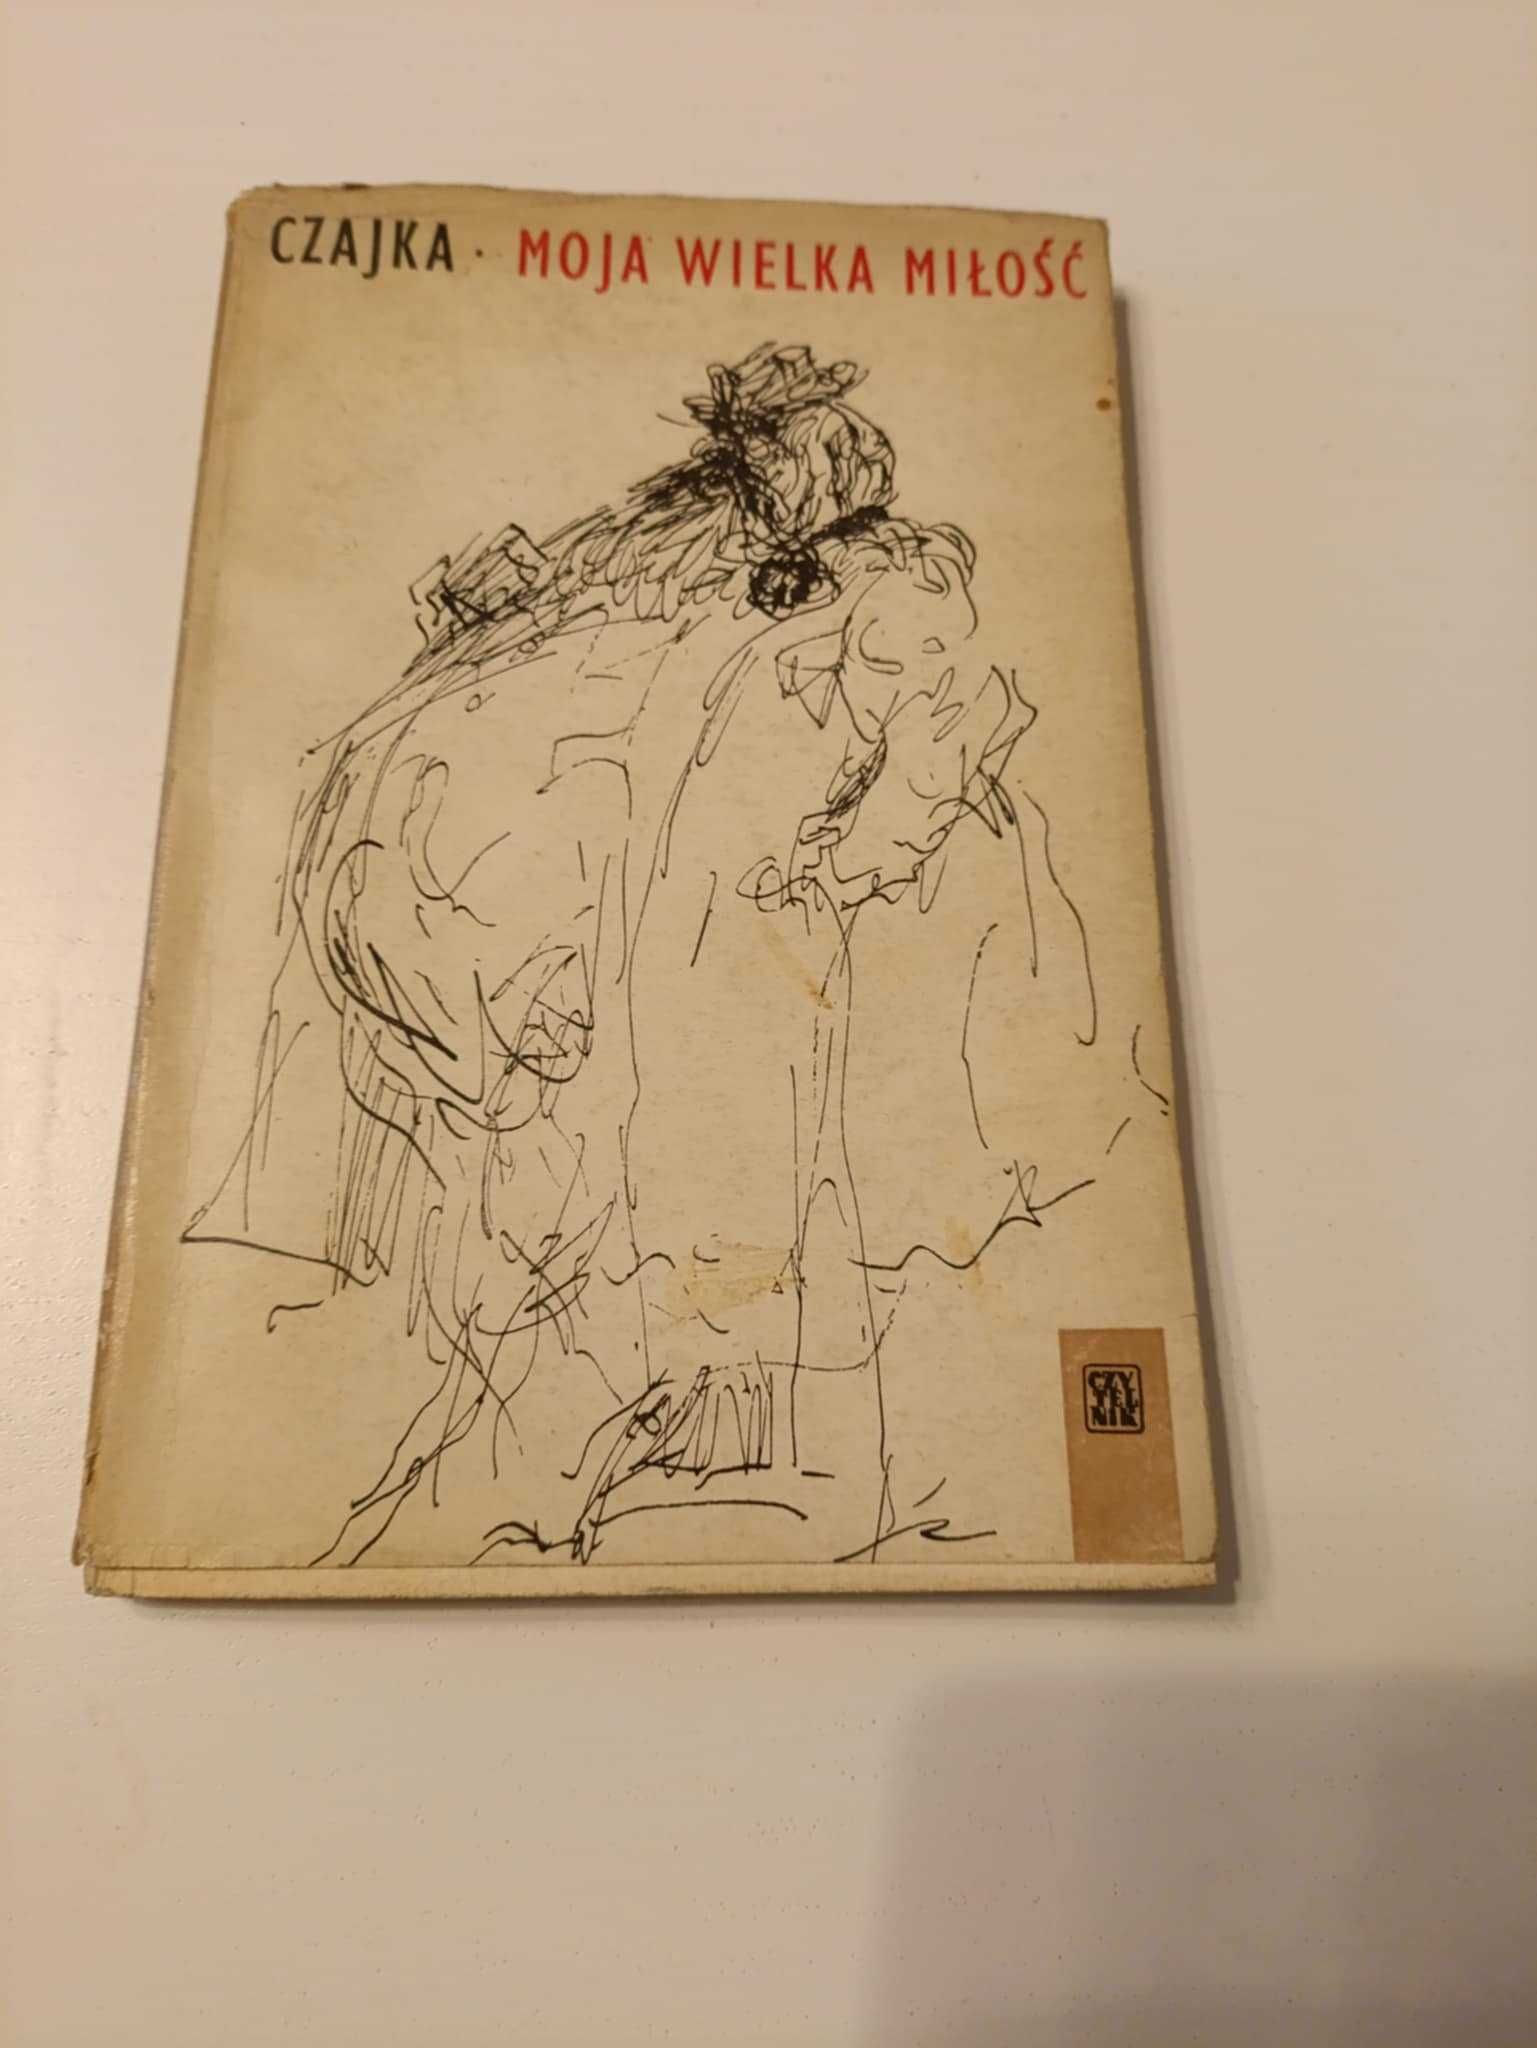 CZAJKA · MOJA WIELKA MIŁOŚĆ
CZY
TEL
NIK